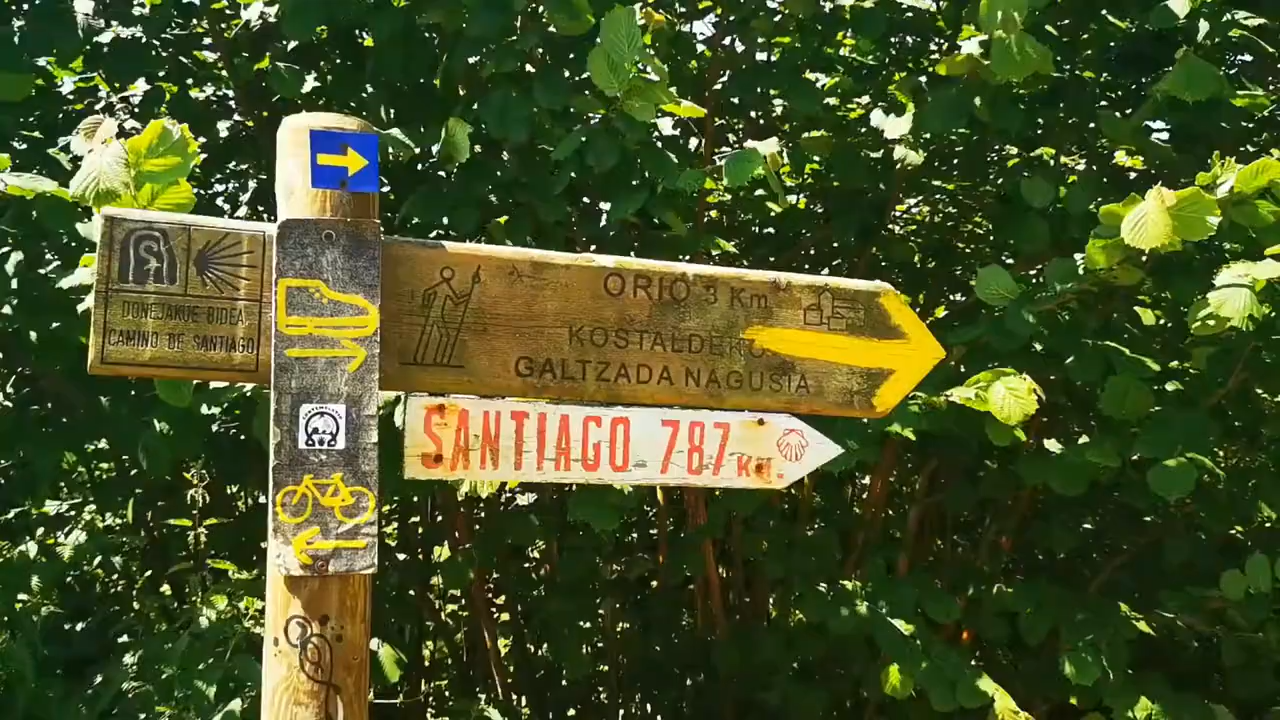 DONEJAKUE BIDEA
CAMINO DE SANTIAGO
ORIO 3 Km
KOSTALDEKO
GALTZADA NAGUSIA
SANTIAGO 787 Km.